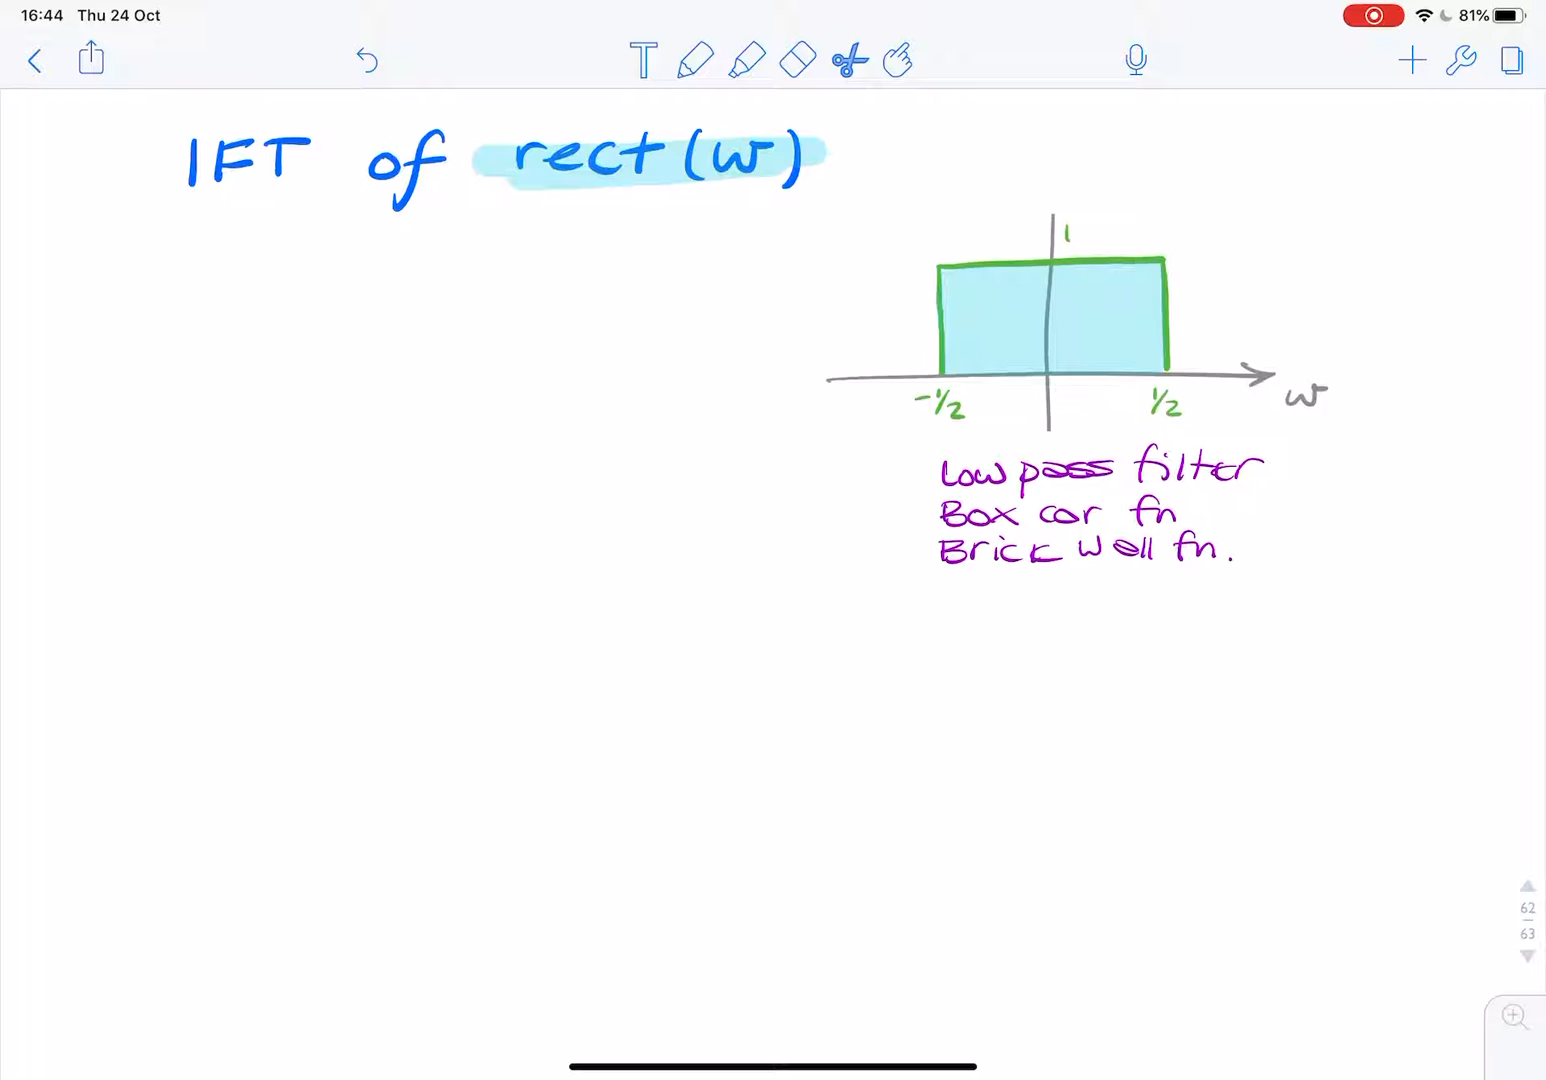 16:44 Thu 24 Oct
81%
T
IFT of rect(w)
1
-1/2
1/2
w
Low pass filter
Box car fn
Brick Wall fn.
62
63